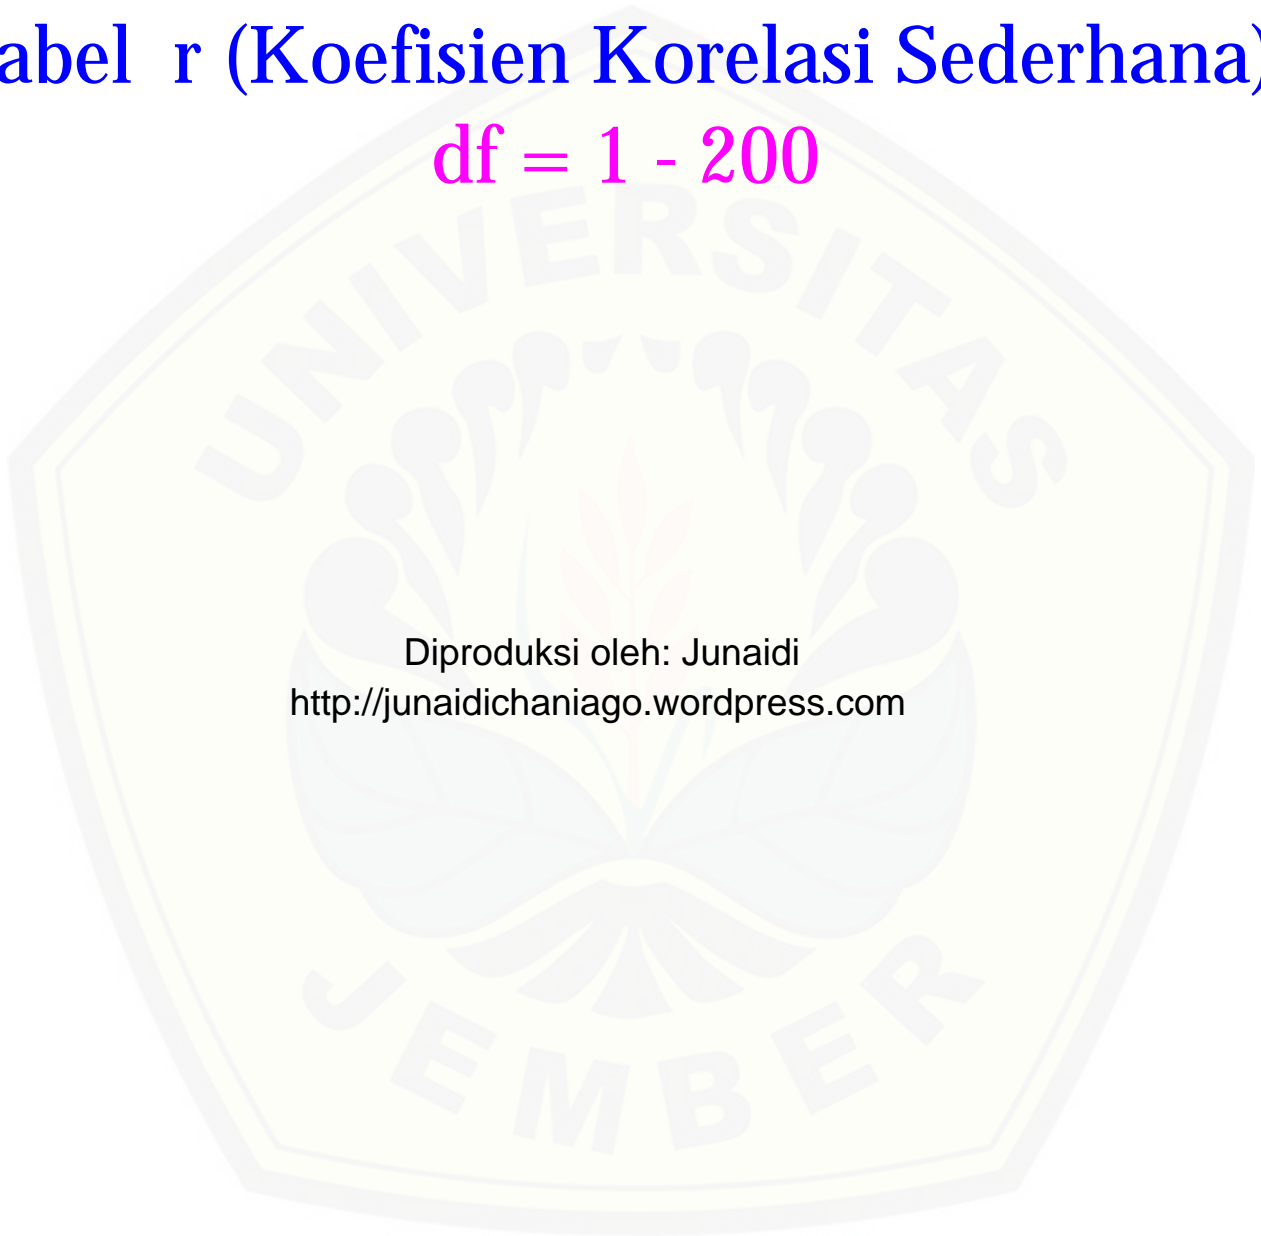 abel r (Koefisien Korelasi Sederhana)
df = 1 - 200
UNIVERSITAS
Diproduksi oleh: Junaidi
http://junaidichaniago.wordpress.com
JEMBER